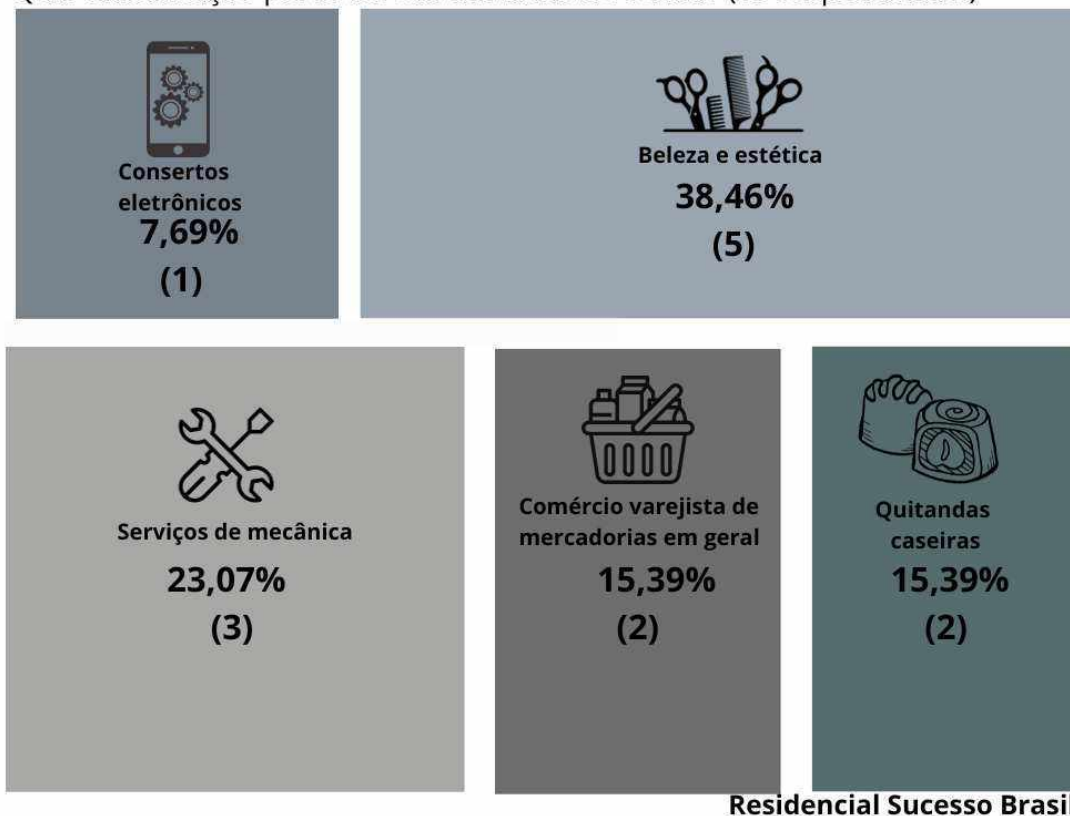 Consertos
eletrônicos
7,69%
(1)
Beleza e estética
38,46%
(5)
Serviços de mecânica
23,07%
(3)
Comércio varejista de
mercadorias em geral
15,39%
(2)
Quitandas
caseiras
15,39%
(2)
Residencial Sucesso Brasil